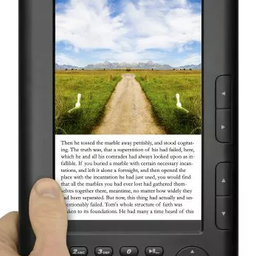 Then he tossed the marble away pettishly, and stood cogitat-
ing. The truth was, that a superstition of his had failed, here,
which he and all his comrades had always looked upon as in-
fallible. If you buried a marble with certain necessary incan-
tations, and left it alone a fortnight, and then opened the
place with the incantation he had just used, you would find
that all the marbles you had ever lost had gathered them-
selves together there, meantime, no matter how widely they
had been separated. But now, this thing had actually and un-
tionably failed. Tom's whole structure of faith was
to its foundations. He had many a time heard of this